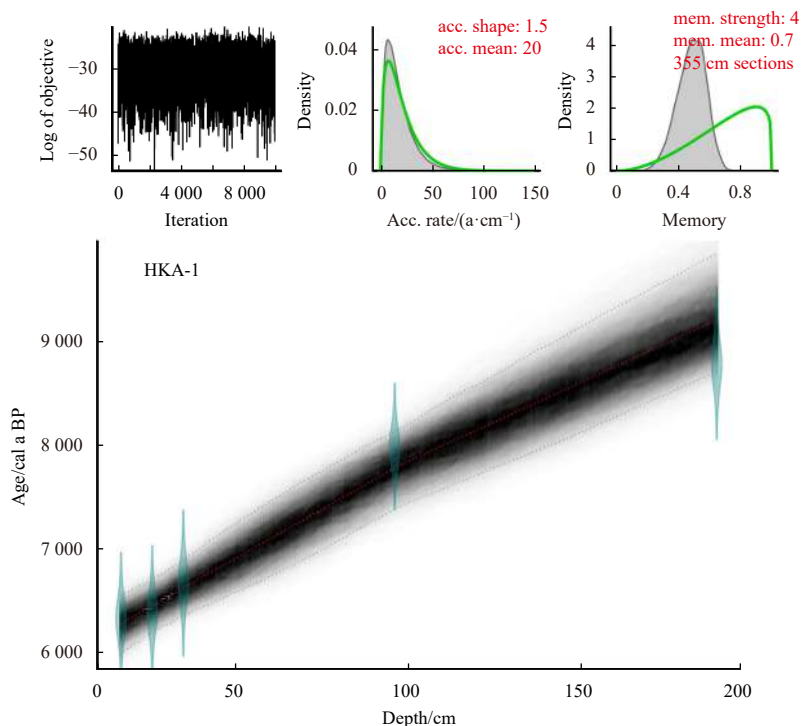 Log of objective
−30
−40
−50
0
4 000
8 000
Iteration
Density
0.04
0.02
0
0
50
100
150
Acc. rate/(a·cm⁻¹)
acc. shape: 1.5
acc. mean: 20
Density
4
3
2
1
0
0
0.4
0.8
Memory
mem. strength: 4
mem. mean: 0.7
355 cm sections
HKA-1
Age/cal a BP
9 000
8 000
7 000
6 000
0
50
100
150
200
Depth/cm